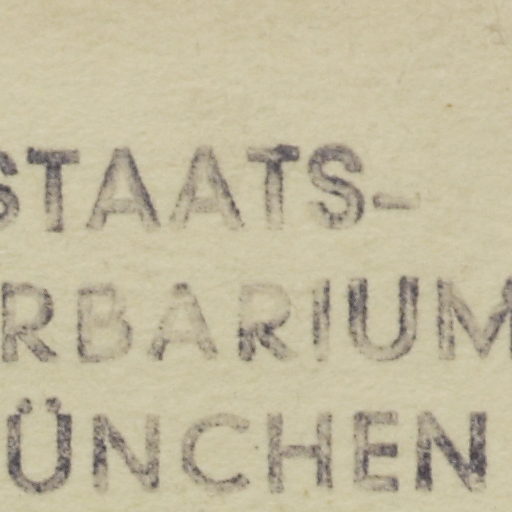 STAATS-
RBARIUM
ÜNCHEN